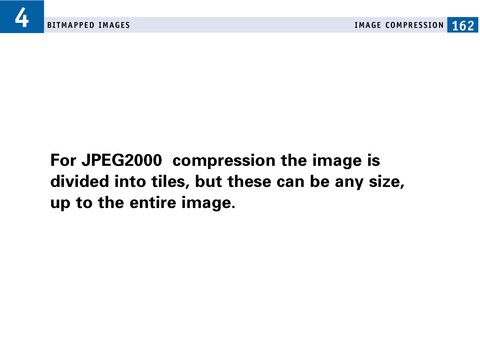 4
BITMAPPED IMAGES
IMAGE COMPRESSION 162
For JPEG2000  compression the image is
divided into tiles, but these can be any size,
up to the entire image.